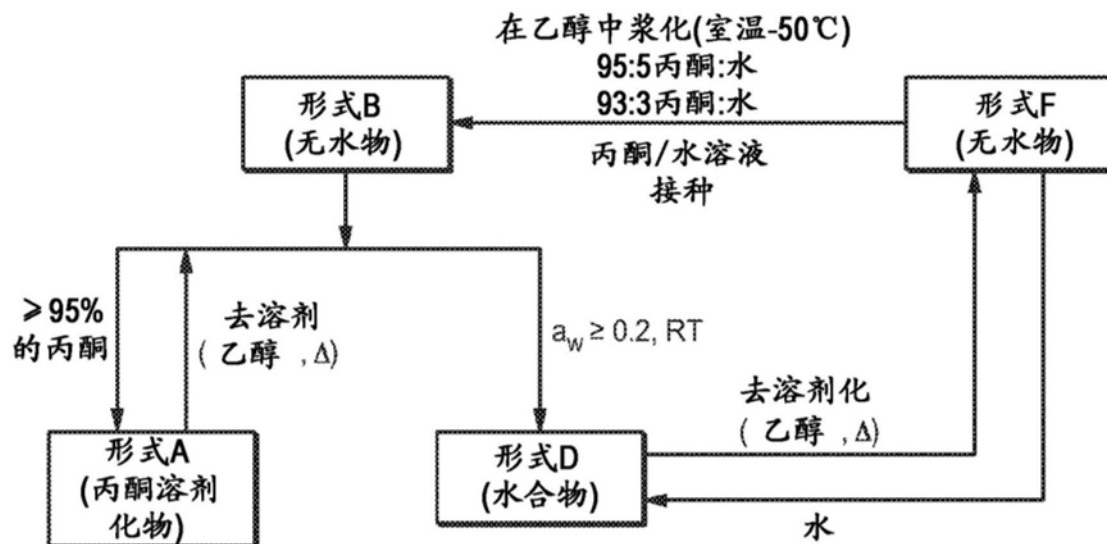 在乙醇中浆化(室温-50℃)
95:5丙酮:水
93:3丙酮:水
形式B
(无水物)
形式F
(无水物)
丙酮/水溶液
接种
≥95%
的丙酮
去溶剂
( 乙醇 ,Δ)
a_w ≥ 0.2, RT
去溶剂化
( 乙醇 ,Δ)
形式A
(丙酮溶剂
化物)
形式D
(水合物)
水